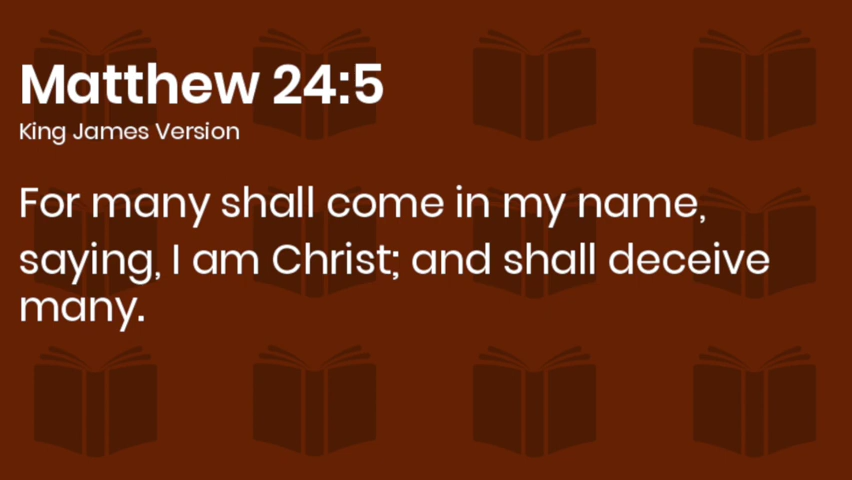 Matthew 24:5
King James Version
For many shall come in my name,
saying, I am Christ; and shall deceive
many.